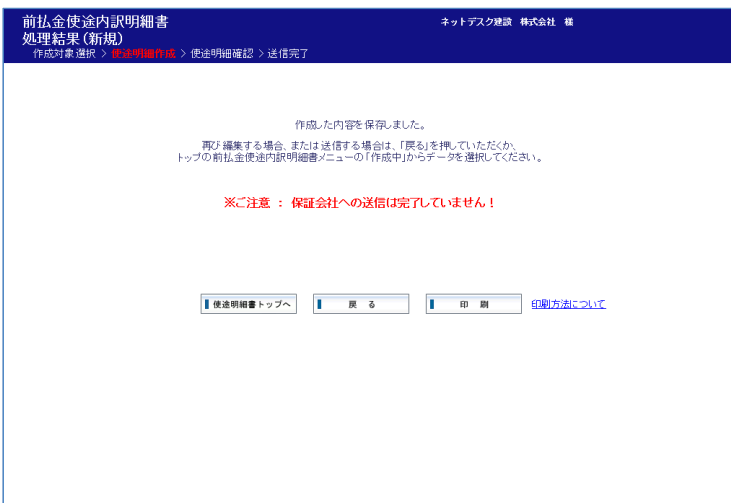 前払金使途内訳明細書
ネットデスク建設 株式会社 様
処理結果(新規)
作成対象選択 > 使途明細作成 > 使途明細確認 > 送信完了
作成した内容を保存しました。
再び編集する場合、または送信する場合は、「戻る」を押していただくか、
トップの前払金使途内訳明細書メニューの「作成中」からデータを選択してください。
※ご注意 : 保証会社への送信は完了していません!
使途明細書トップへ
戻 る
印 刷
印刷方法について